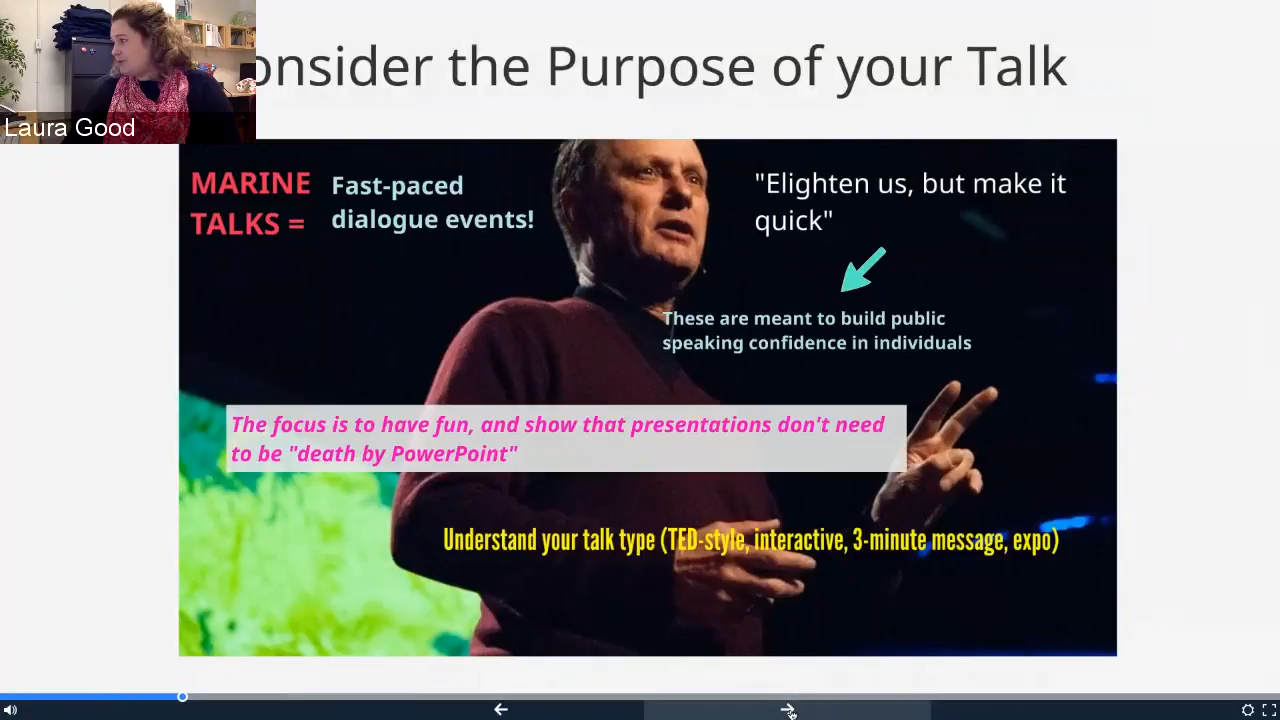 onsider the Purpose of your Talk
Laura Good
MARINE
TALKS =
Fast-paced
dialogue events!
"Elighten us, but make it
quick"
These are meant to build public
speaking confidence in individuals
The focus is to have fun, and show that presentations don't need
to be "death by PowerPoint"
Understand your talk type (TED-style, interactive, 3-minute message, expo)